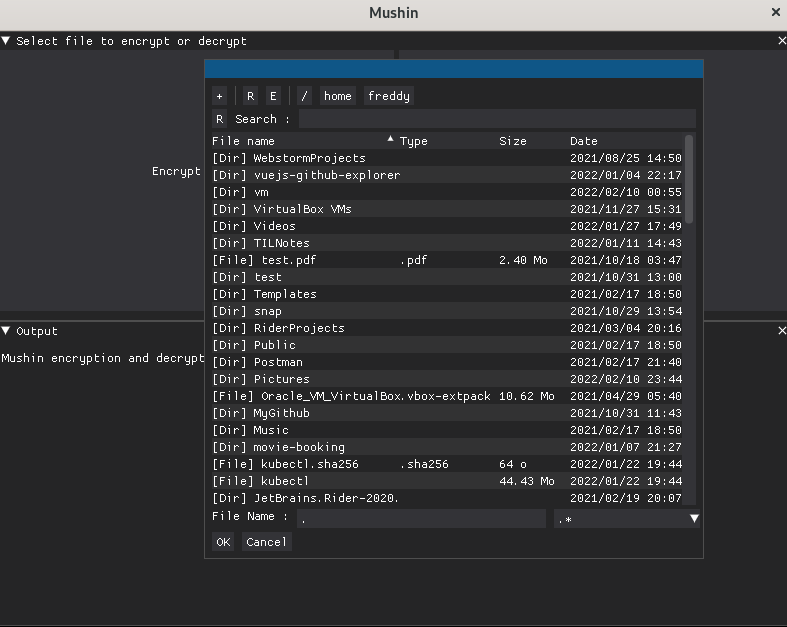 Mushin
Select file to encrypt or decrypt
+ R E / home freddy
R Search :
File name Type Size Date
[Dir] WebstormProjects 2021/08/25 14:50
Encrypt
[Dir] vuejs-github-explorer 2022/01/04 22:17
[Dir] vm 2022/02/10 00:55
[Dir] VirtualBox VMs 2021/11/27 15:31
[Dir] Videos 2022/01/27 17:49
[Dir] TILNotes 2022/01/11 14:43
[File] test.pdf .pdf 2.40 Mo 2021/10/18 03:47
[Dir] test 2021/10/31 13:00
[Dir] Templates 2021/02/17 18:50
[Dir] snap 2021/10/29 13:54
[Dir] RiderProjects 2021/03/04 20:16
Output
[Dir] Public 2021/02/17 18:50
Mushin encryption and decrypt
[Dir] Postman 2021/02/17 21:40
[Dir] Pictures 2022/02/10 23:44
[File] Oracle_VM_VirtualBox.vbox-extpack 10.62 Mo 2021/04/29 05:40
[Dir] MyGithub 2021/10/31 11:43
[Dir] Music 2021/02/17 18:50
[Dir] movie-booking 2022/01/07 21:27
[File] kubectl.sha256 .sha256 64 o 2022/01/22 19:44
[File] kubectl 44.43 Mo 2022/01/22 19:44
[Dir] JetBrains.Rider-2020. 2021/02/19 20:07
File Name : . .*
OK Cancel